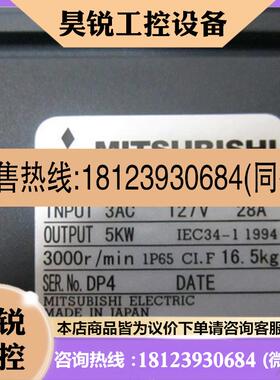 昊锐工控设备
MITSUBISHI
售热线:18123930684(同
INPUT 3AC 127V 28A
OUTPUT 5KW IEC34-1 1994
3000r/min IP65 CI.F 16.5kg
SER.No. DP4 DATE
MITSUBISHI ELECTRIC
MADE IN JAPAN
锐
本店商品皆为议价下单请咨询客服
工控
咨询热线:18123930684 (微